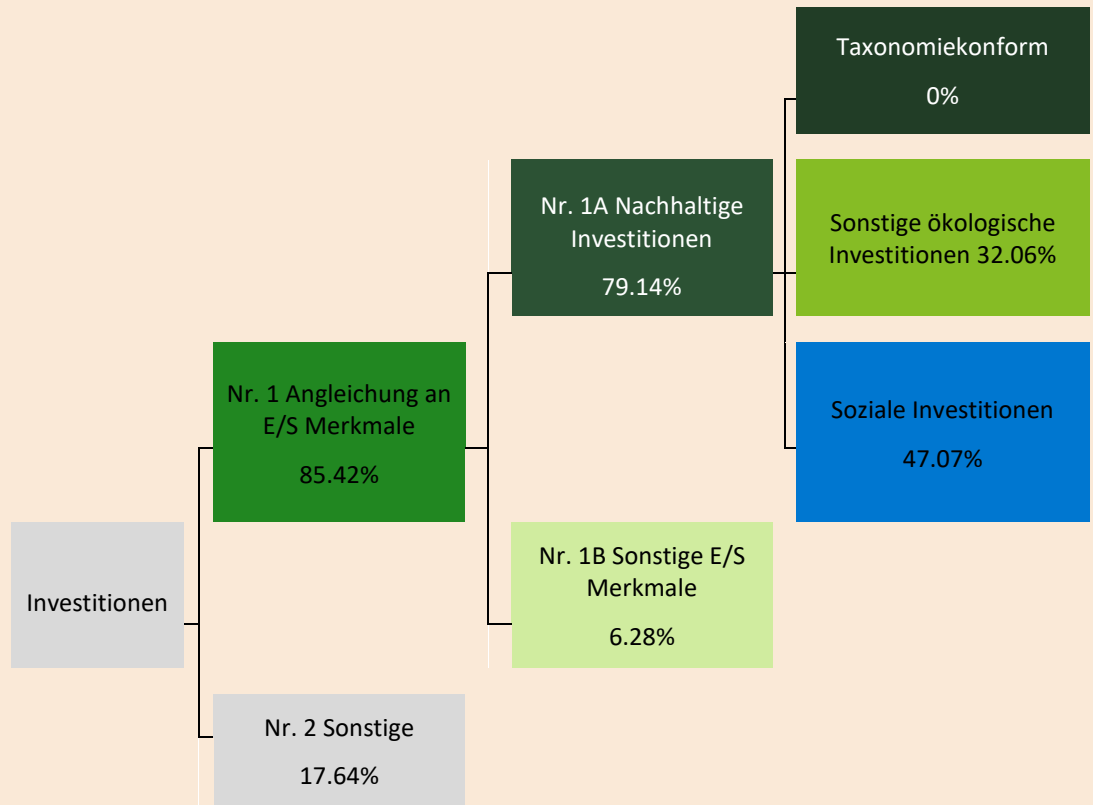 Taxonomiekonform
0%
Nr. 1A Nachhaltige
Investitionen
79.14%
Sonstige ökologische
Investitionen 32.06%
Nr. 1 Angleichung an
E/S Merkmale
85.42%
Soziale Investitionen
47.07%
Investitionen
Nr. 1B Sonstige E/S
Merkmale
6.28%
Nr. 2 Sonstige
17.64%